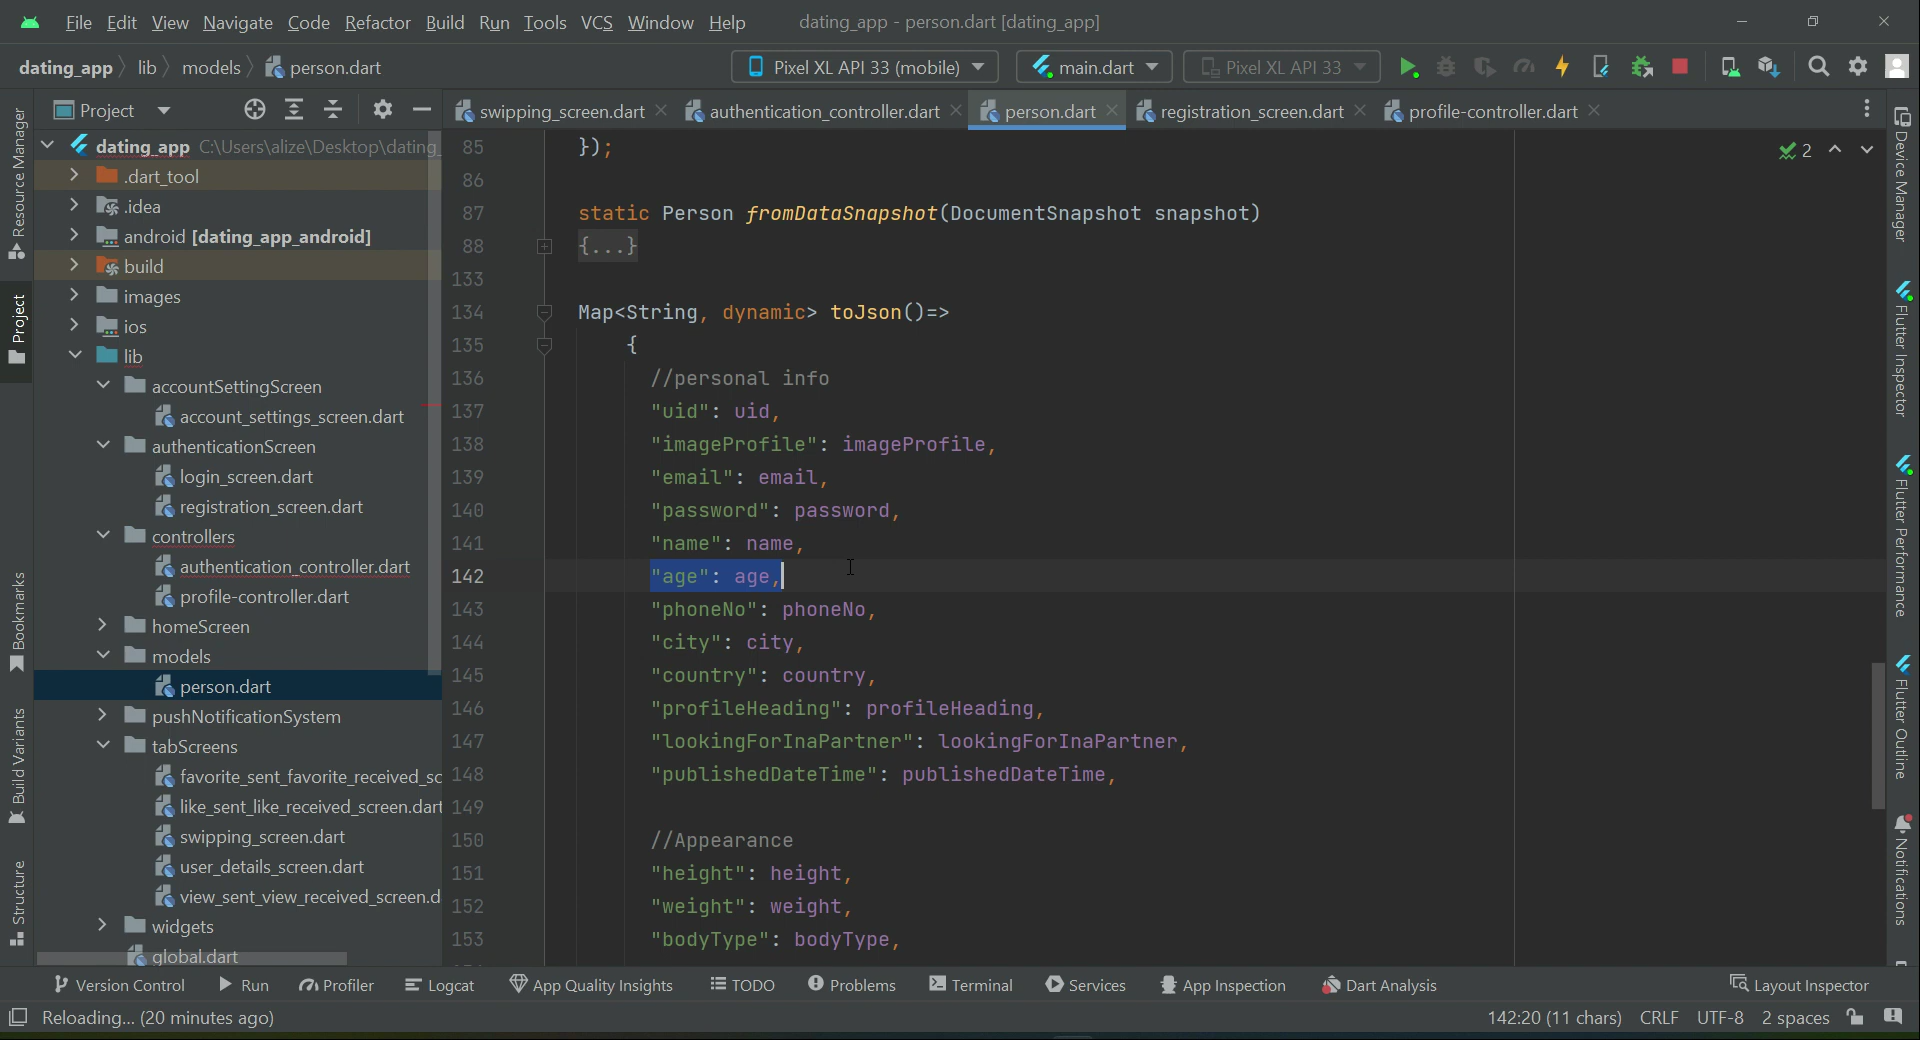 File Edit View Navigate Code Refactor Build Run Tools VCS Window Help dating_app - person.dart [dating_app]
dating_app lib models person.dart Pixel XL API 33 (mobile) main.dart Pixel XL API 33
Project swipping_screen.dart authentication_controller.dart person.dart registration_screen.dart profile-controller.dart
Resource Manager
Project
Bookmarks
Build Variants
Structure
dating_app C:\Users\alize\Desktop\dating_
.dart_tool
.idea
android [dating_app_android]
build
images
ios
lib
accountSettingScreen
account_settings_screen.dart
authenticationScreen
login_screen.dart
registration_screen.dart
controllers
authentication_controller.dart
profile-controller.dart
homeScreen
models
person.dart
pushNotificationSystem
tabScreens
favorite_sent_favorite_received_sc
like_sent_like_received_screen.dart
swipping_screen.dart
user_details_screen.dart
view_sent_view_received_screen.d
widgets
global.dart
85 });
2
86
87 static Person fromDataSnapshot(DocumentSnapshot snapshot)
88 {...}
133
134 Map<String, dynamic> toJson()=>
135 {
136 //personal info
137 "uid": uid,
138 "imageProfile": imageProfile,
139 "email": email,
140 "password": password,
141 "name": name,
142 "age": age,
143 "phoneNo": phoneNo,
144 "city": city,
145 "country": country,
146 "profileHeading": profileHeading,
147 "lookingForInaPartner": lookingForInaPartner,
148 "publishedDateTime": publishedDateTime,
149
150 //Appearance
151 "height": height,
152 "weight": weight,
153 "bodyType": bodyType,
Device Manager
Flutter Inspector
Flutter Performance
Flutter Outline
Notifications
Version Control Run Profiler Logcat App Quality Insights TODO Problems Terminal Services App Inspection Dart Analysis Layout Inspector
Reloading... (20 minutes ago) 142:20 (11 chars) CRLF UTF-8 2 spaces